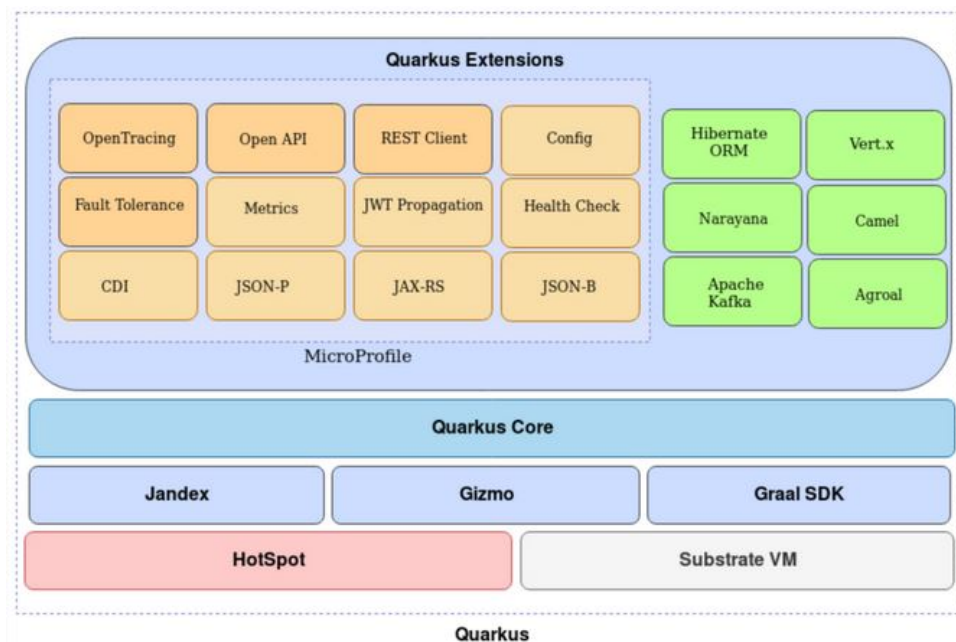 Quarkus Extensions
OpenTracing
Open API
REST Client
Config
Hibernate
ORM
Vert.x
Fault Tolerance
Metrics
JWT Propagation
Health Check
Narayana
Camel
CDI
JSON-P
JAX-RS
JSON-B
Apache
Kafka
Agroal
MicroProfile
Quarkus Core
Jandex
Gizmo
Graal SDK
HotSpot
Substrate VM
Quarkus